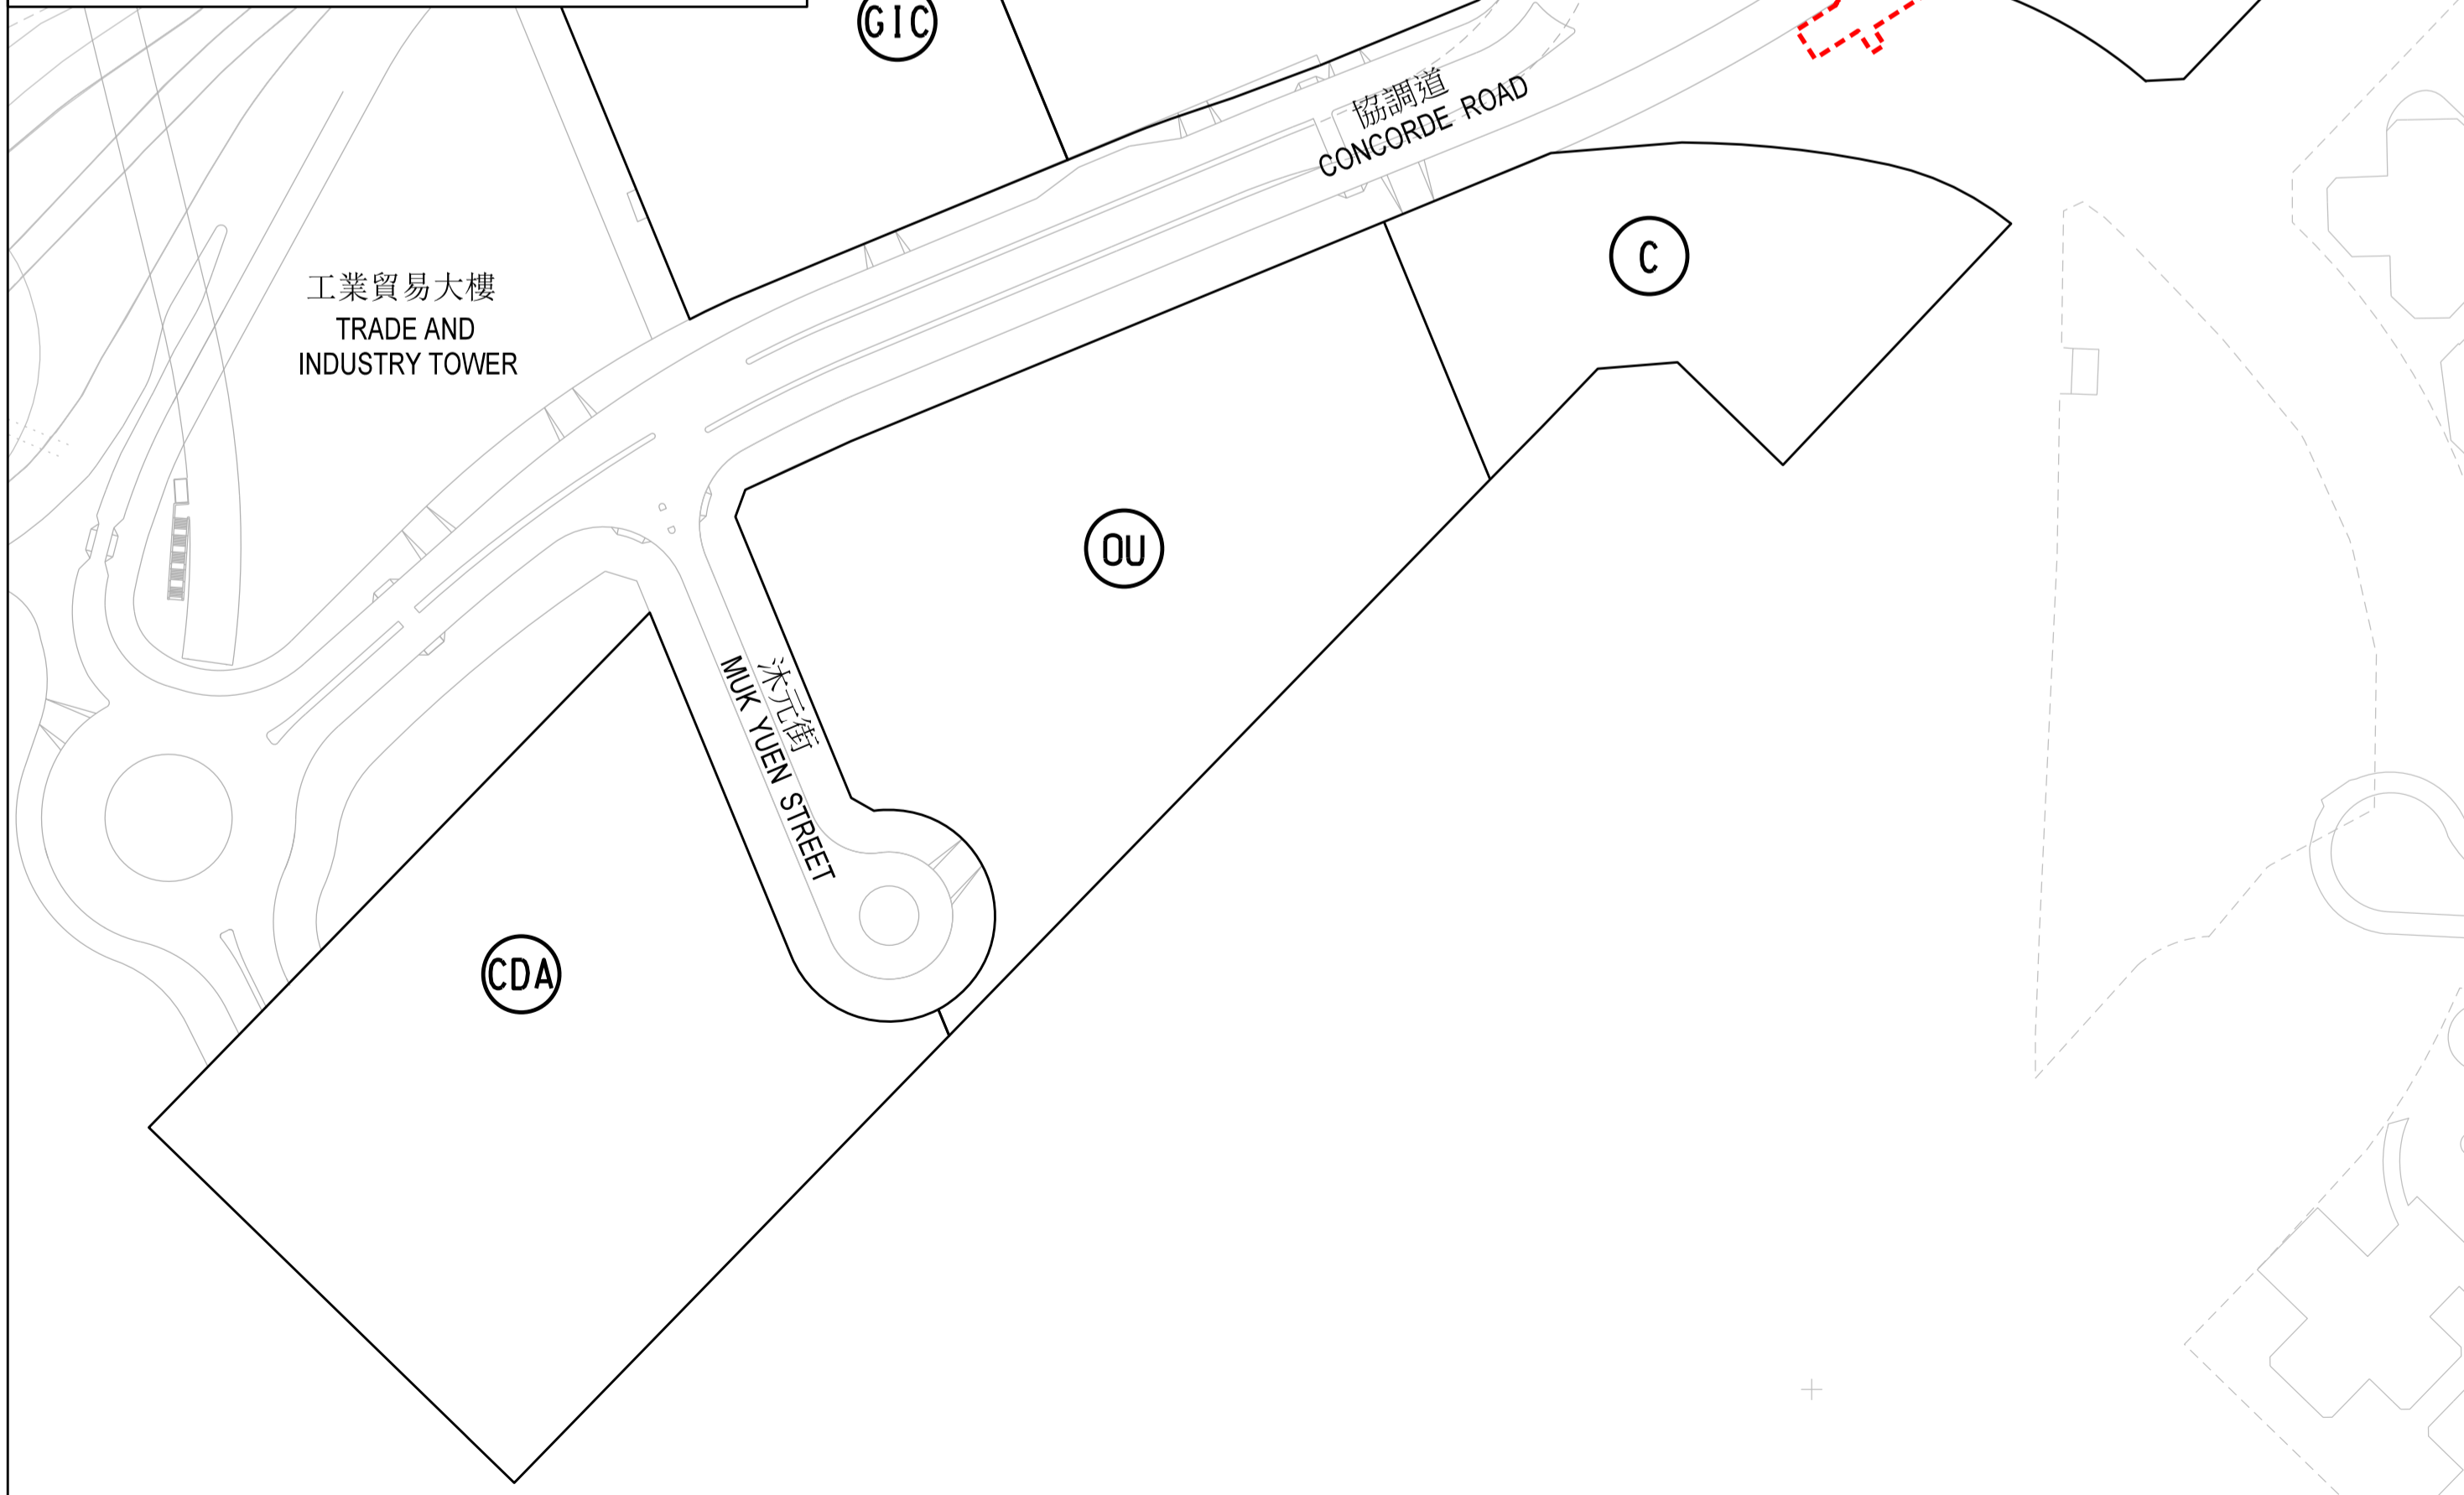 GIC
協調道
CONCORDE ROAD
C
工業貿易大樓
TRADE AND
INDUSTRY TOWER
OU
沐元街
MUK YUEN STREET
CDA